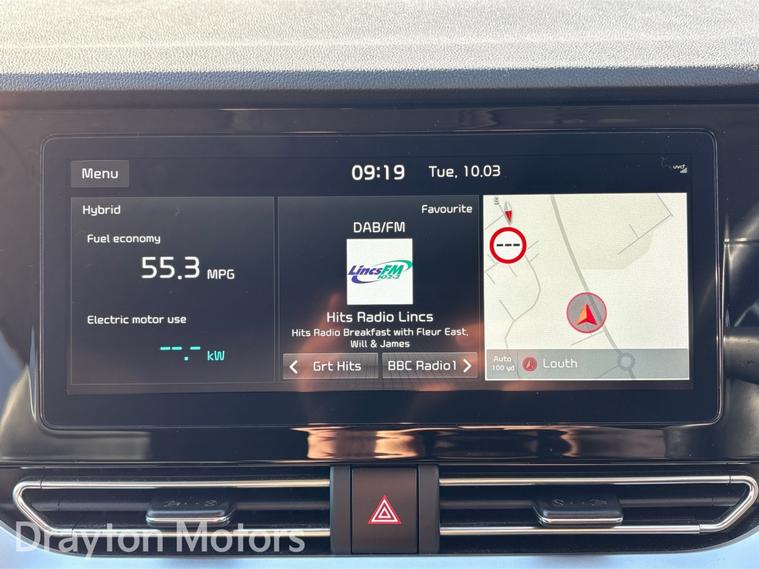 Menu
09:19
Tue, 10.03
Hybrid
Fuel economy
55.3 MPG
Electric motor use
--.- kW
Favourite
DAB/FM
LincsFM
102.2
Hits Radio Lincs
Hits Radio Breakfast with Fleur East,
Will & James
Grt Hits
BBC Radio1
N
---
Auto
100 yd
Louth
Drayton Motors